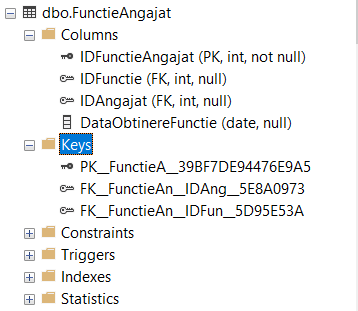 dbo.FunctieAngajat
Columns
IDFunctieAngajat (PK, int, not null)
IDFunctie (FK, int, null)
IDAngajat (FK, int, null)
DataObtinereFunctie (date, null)
Keys
PK__FunctieA__39BF7DE94476E9A5
FK__FunctieAn__IDAng__5E8A0973
FK__FunctieAn__IDFun__5D95E53A
Constraints
Triggers
Indexes
Statistics